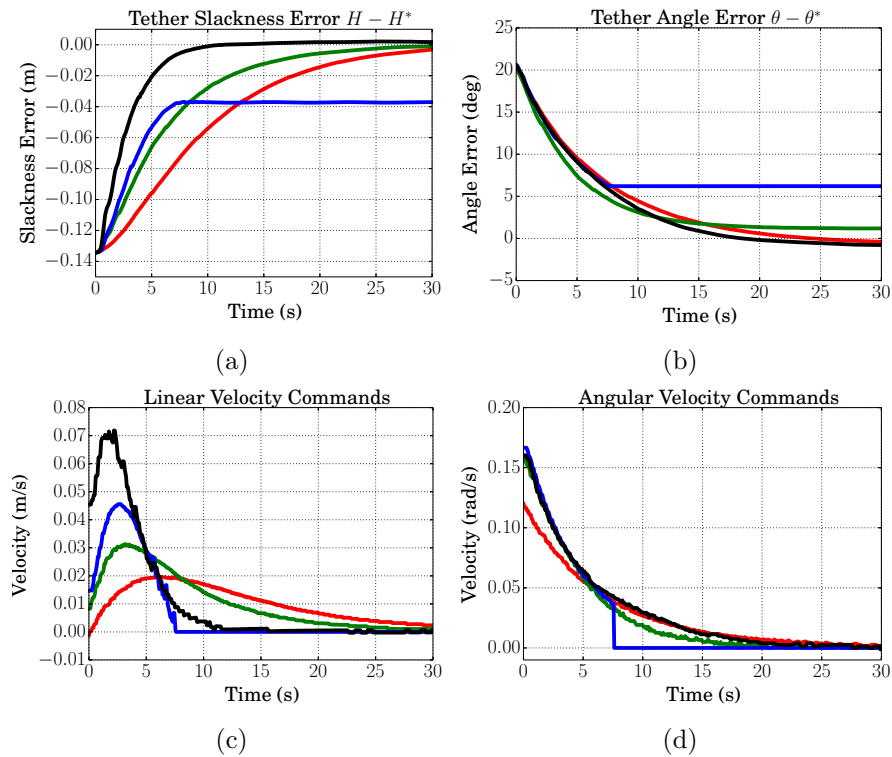 Tether Slackness Error H − H*
Slackness Error (m)
0.00
−0.02
−0.04
−0.06
−0.08
−0.10
−0.12
−0.14
0 5 10 15 20 25 30
Time (s)
(a)
Tether Angle Error θ − θ*
Angle Error (deg)
25
20
15
10
5
0
−5
0 5 10 15 20 25 30
Time (s)
(b)
Linear Velocity Commands
Velocity (m/s)
0.08
0.07
0.06
0.05
0.04
0.03
0.02
0.01
0.00
−0.01
0 5 10 15 20 25 30
Time (s)
(c)
Angular Velocity Commands
Velocity (rad/s)
0.20
0.15
0.10
0.05
0.00
0 5 10 15 20 25 30
Time (s)
(d)